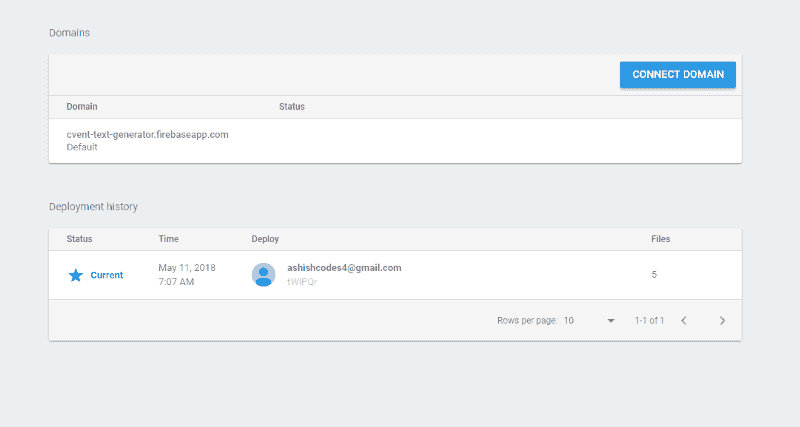 Domains
CONNECT DOMAIN
Domain Status
cvent-text-generator.firebaseapp.com
Default
Deployment history
Status Time Deploy Files
Current May 11, 2018 ashishcodes4@gmail.com 5
7:07 AM tWlPQr
Rows per page: 10 1-1 of 1